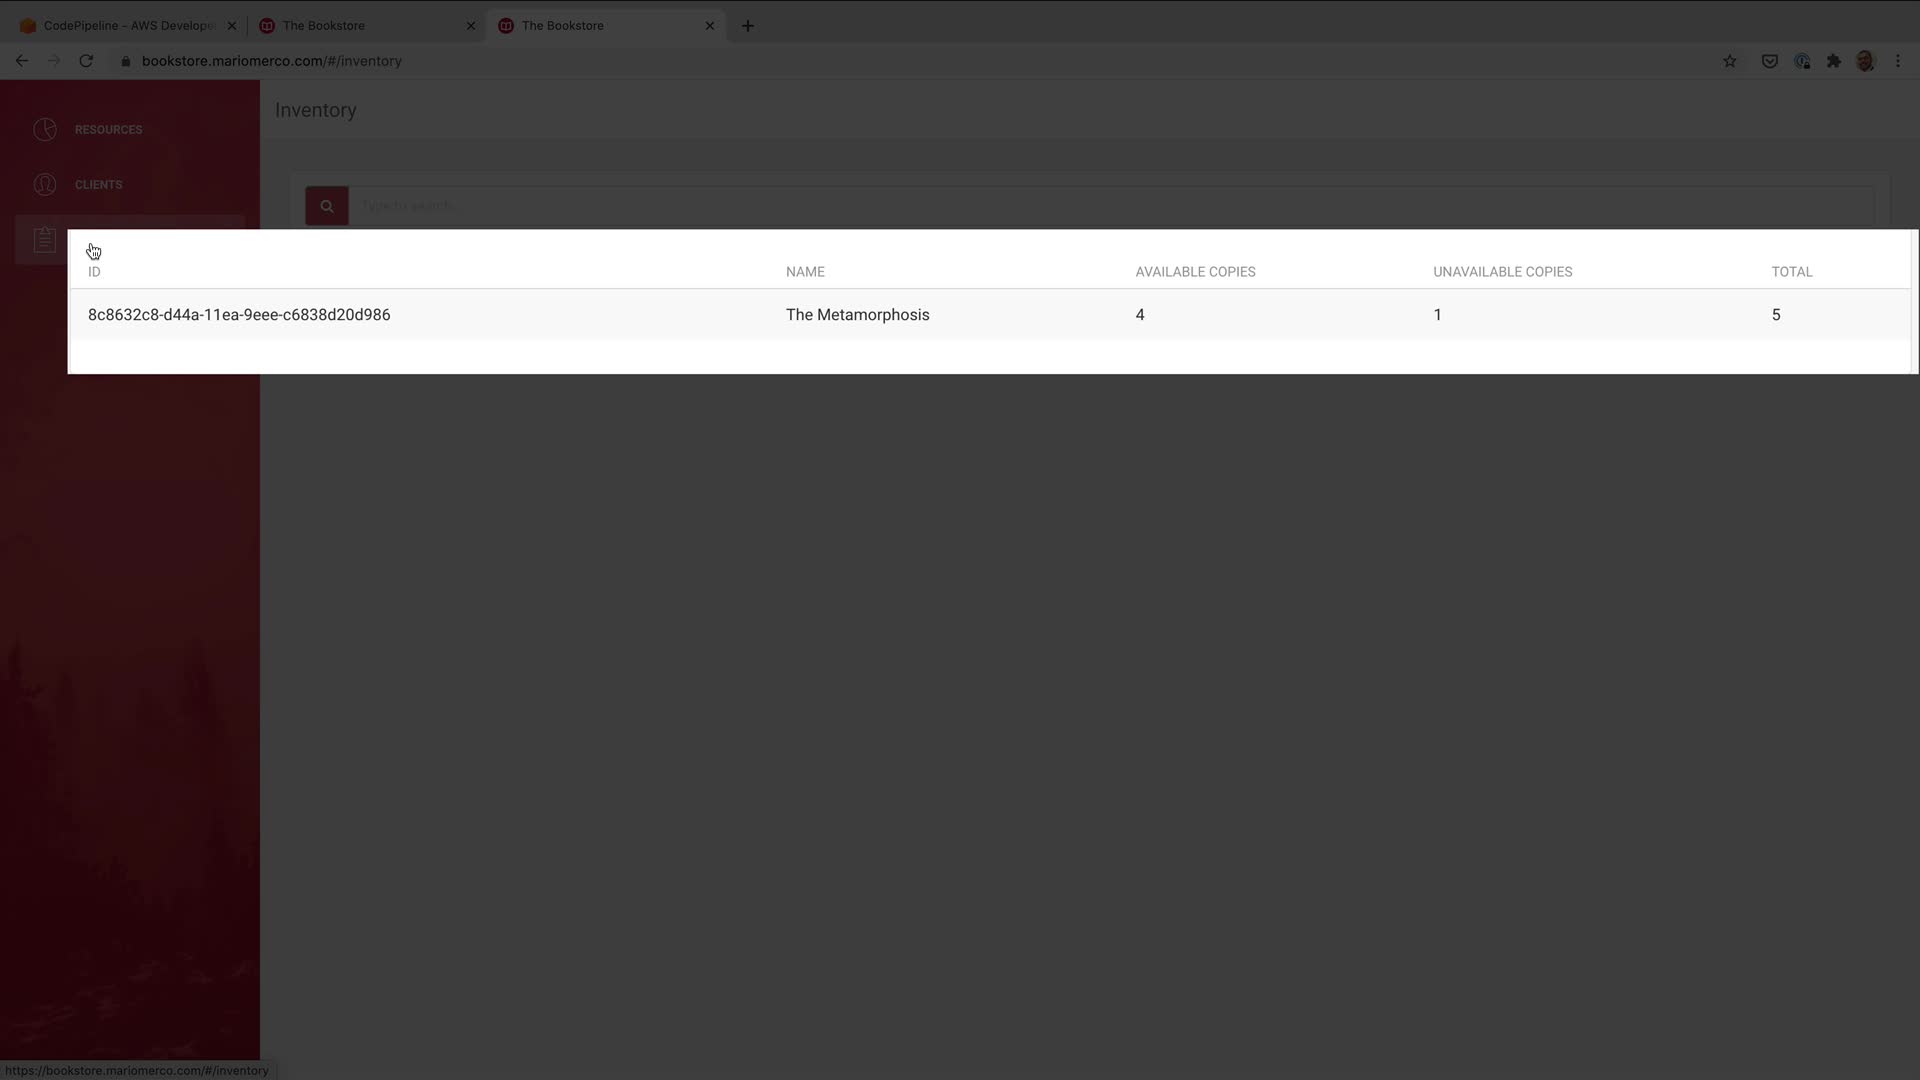 CodePipeline – AWS Develope
The Bookstore
The Bookstore
bookstore.mariomerco.com/#/inventory
RESOURCES
CLIENTS
Inventory
Type to search...
ID NAME AVAILABLE COPIES UNAVAILABLE COPIES TOTAL
8c8632c8-d44a-11ea-9eee-c6838d20d986 The Metamorphosis 4 1 5
https://bookstore.mariomerco.com/#/inventory